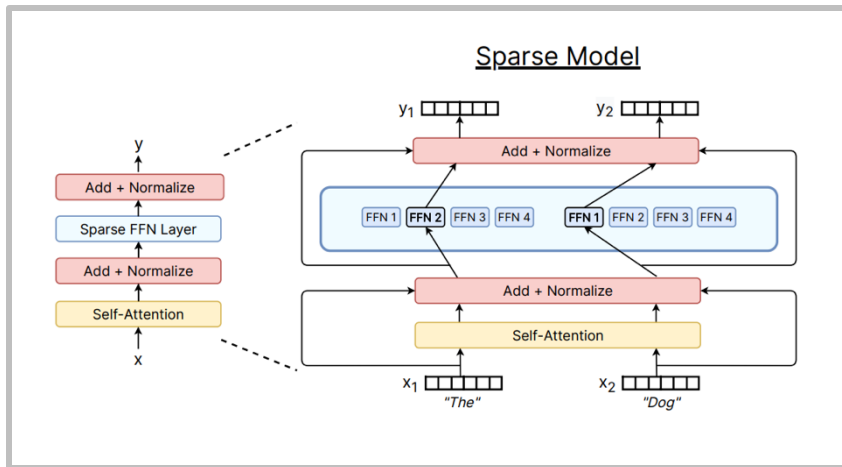 Sparse Model
y
Add + Normalize
Sparse FFN Layer
Add + Normalize
Self-Attention
x
y1
y2
Add + Normalize
FFN 1 FFN 2 FFN 3 FFN 4 FFN 1 FFN 2 FFN 3 FFN 4
Add + Normalize
Self-Attention
x1
"The"
x2
"Dog"